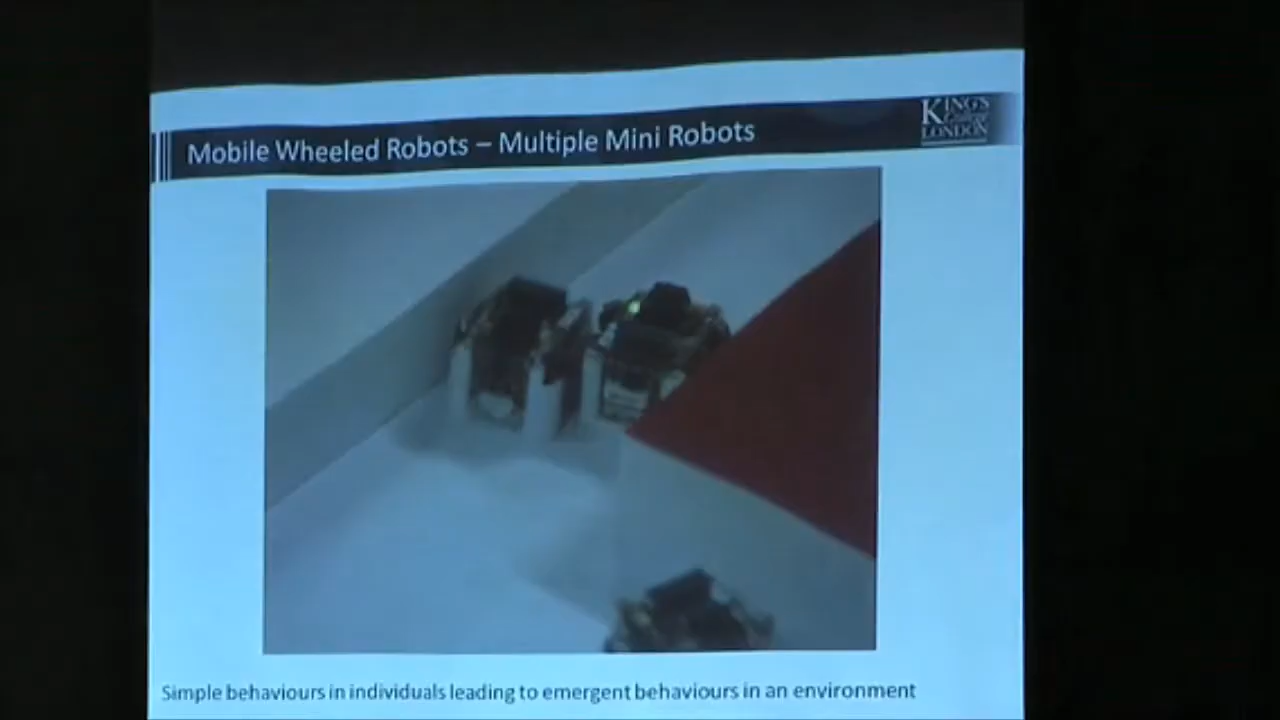 Mobile Wheeled Robots – Multiple Mini Robots
KING'S
College
LONDON
Simple behaviours in individuals leading to emergent behaviours in an environment